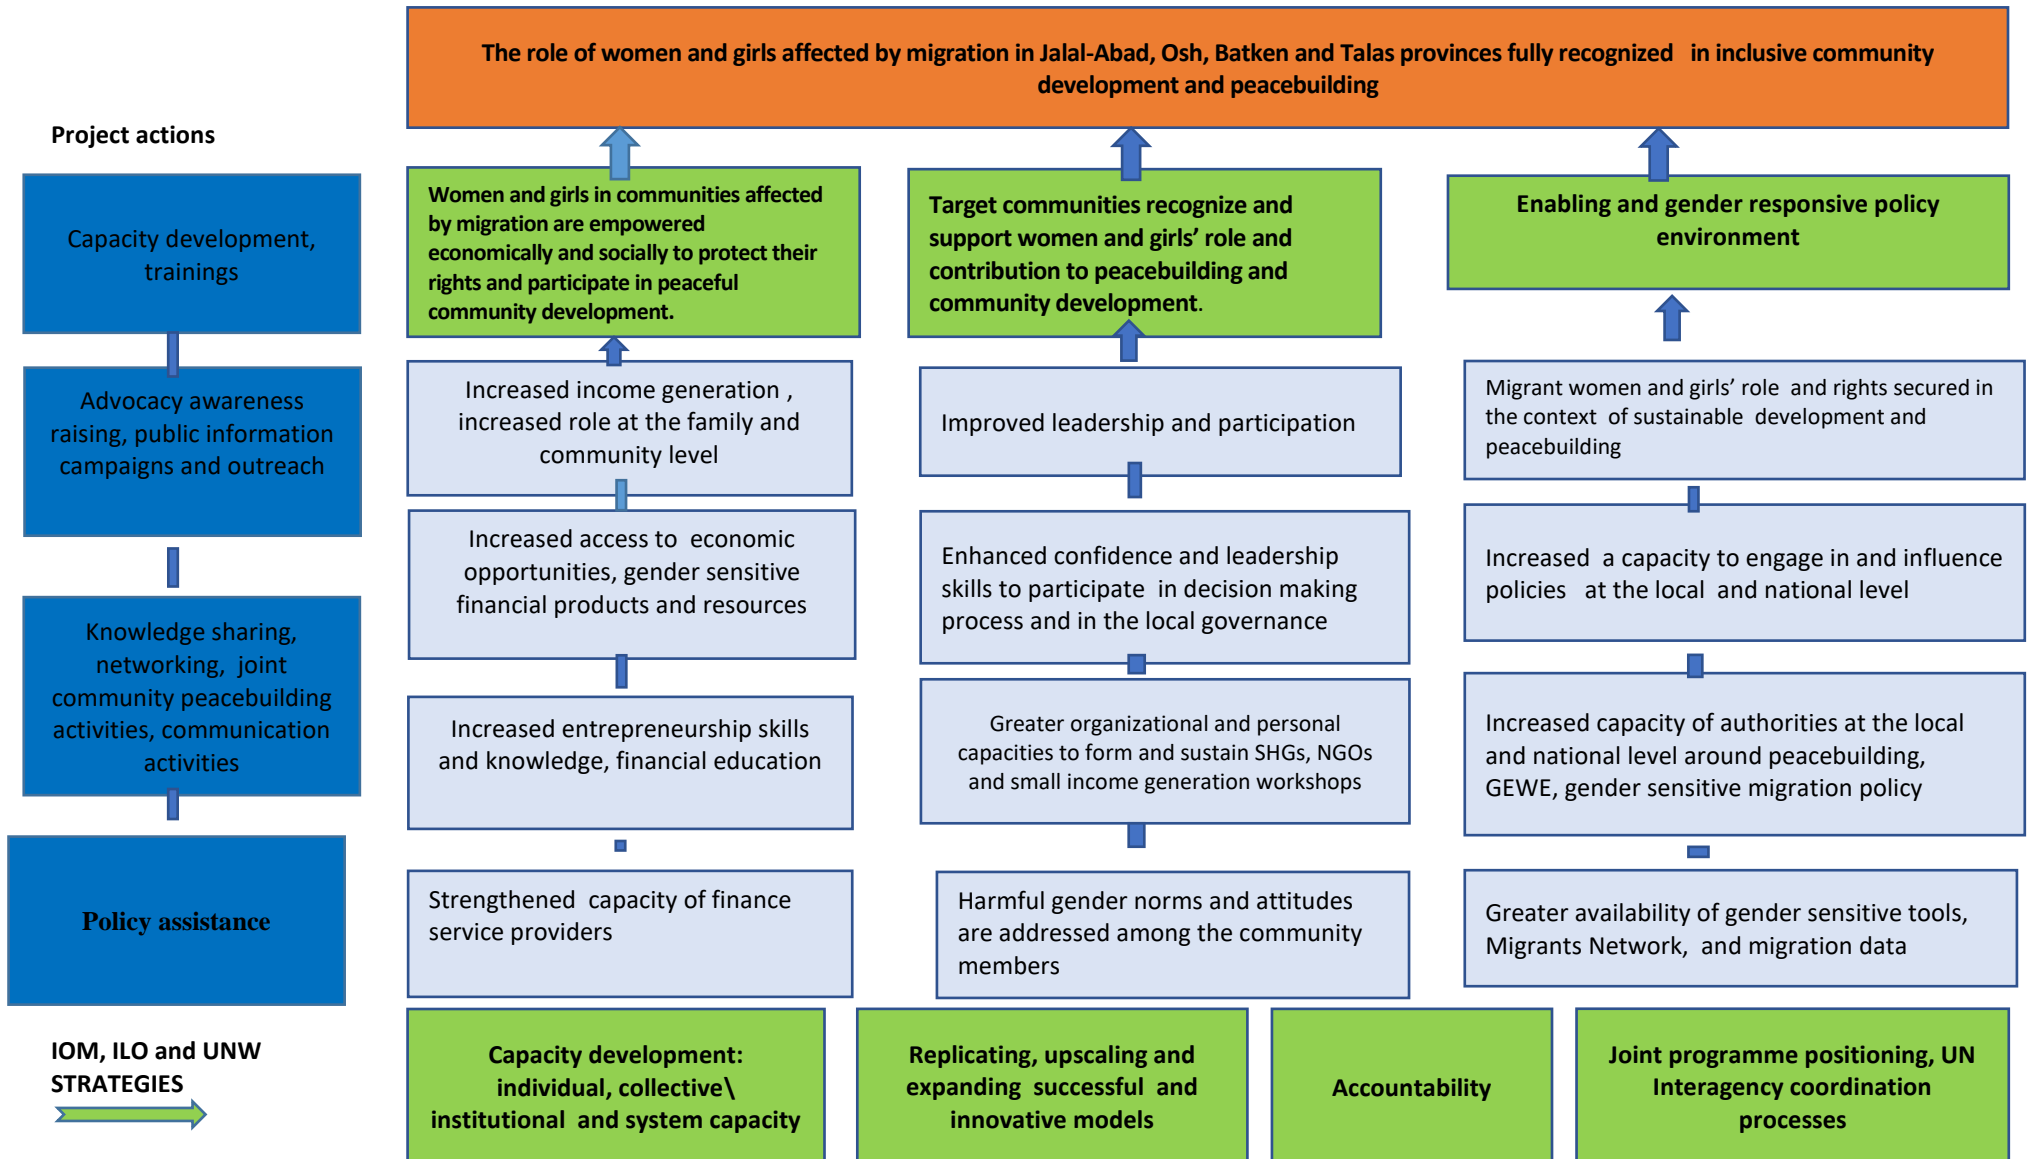 The role of women and girls affected by migration in Jalal-Abad, Osh, Batken and Talas provinces fully recognized in inclusive community
development and peacebuilding
Project actions
Capacity development,
trainings
Advocacy awareness
raising, public information
campaigns and outreach
Knowledge sharing,
networking, joint
community peacebuilding
activities, communication
activities
Policy assistance
Women and girls in communities affected
by migration are empowered
economically and socially to protect their
rights and participate in peaceful
community development.
Increased income generation ,
increased role at the family and
community level
Increased access to economic
opportunities, gender sensitive
financial products and resources
Increased entrepreneurship skills
and knowledge, financial education
Strengthened capacity of finance
service providers
Target communities recognize and
support women and girls’ role and
contribution to peacebuilding and
community development.
Improved leadership and participation
Enhanced confidence and leadership
skills to participate in decision making
process and in the local governance
Greater organizational and personal
capacities to form and sustain SHGs, NGOs
and small income generation workshops
Harmful gender norms and attitudes
are addressed among the community
members
Enabling and gender responsive policy
environment
Migrant women and girls’ role and rights secured in
the context of sustainable development and
peacebuilding
Increased a capacity to engage in and influence
policies at the local and national level
Increased capacity of authorities at the local
and national level around peacebuilding,
GEWE, gender sensitive migration policy
Greater availability of gender sensitive tools,
Migrants Network, and migration data
IOM, ILO and UNW
STRATEGIES
Capacity development:
individual, collective\
institutional and system capacity
Replicating, upscaling and
expanding successful and
innovative models
Accountability
Joint programme positioning, UN
Interagency coordination
processes